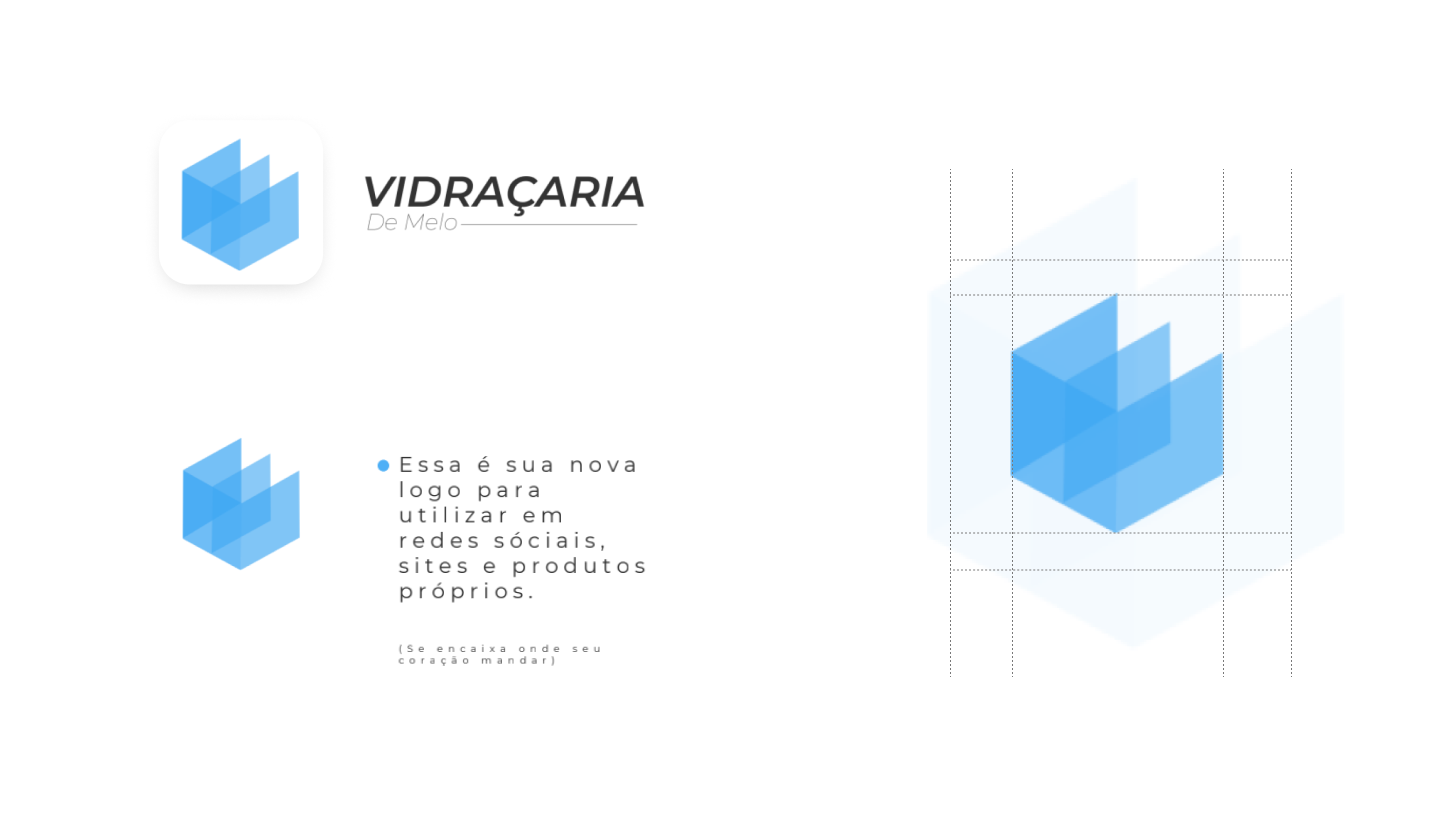 VIDRAÇARIA
De Melo
Essa é sua nova
logo para
utilizar em
redes sóciais,
sites e produtos
próprios.
(Se encaixa onde seu
coração mandar)